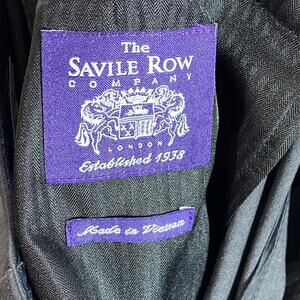 The
SAVILE ROW
COMPANY
LONDON
Established 1938
Made in Vietnam